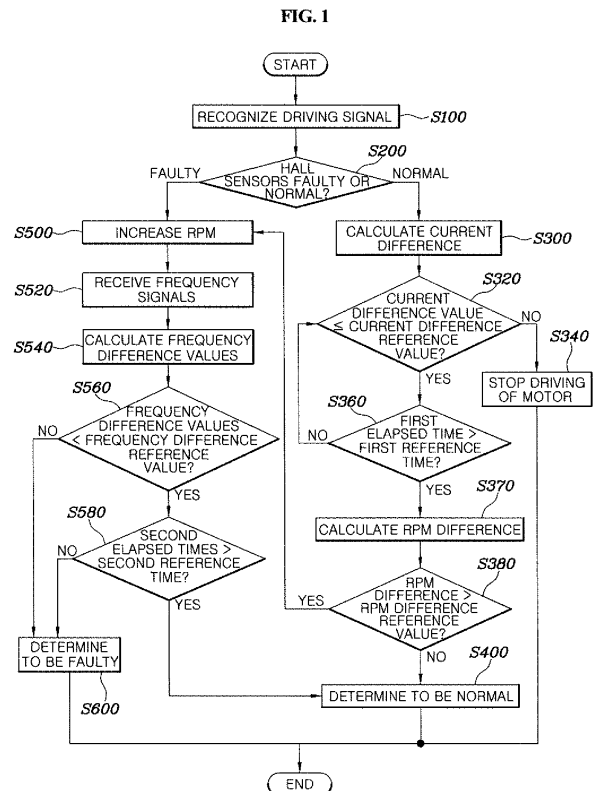 FIG. 1
START
RECOGNIZE DRIVING SIGNAL
S100
S200
HALL
SENSORS FAULTY OR
NORMAL?
FAULTY
NORMAL
S500
INCREASE RPM
CALCULATE CURRENT
DIFFERENCE
S300
S520
RECEIVE FREQUENCY
SIGNALS
S320
CURRENT
DIFFERENCE VALUE
≤ CURRENT DIFFERENCE
REFERENCE
VALUE?
NO
YES
S340
STOP DRIVING
OF MOTOR
S540
CALCULATE FREQUENCY
DIFFERENCE VALUES
S560
FREQUENCY
DIFFERENCE VALUES
< FREQUENCY DIFFERENCE
REFERENCE
VALUE?
NO
YES
S360
FIRST
ELAPSED TIME >
FIRST REFERENCE
TIME?
NO
YES
S370
CALCULATE RPM DIFFERENCE
S580
SECOND
ELAPSED TIMES >
SECOND REFERENCE
TIME?
NO
YES
S380
RPM
DIFFERENCE >
RPM DIFFERENCE
REFERENCE
VALUE?
YES
NO
DETERMINE
TO BE FAULTY
S600
S400
DETERMINE TO BE NORMAL
END